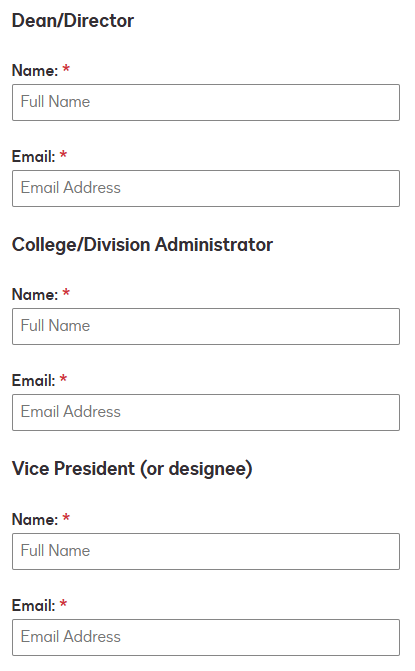 Dean/Director
Name: *
Full Name
Email: *
Email Address
College/Division Administrator
Name: *
Full Name
Email: *
Email Address
Vice President (or designee)
Name: *
Full Name
Email: *
Email Address